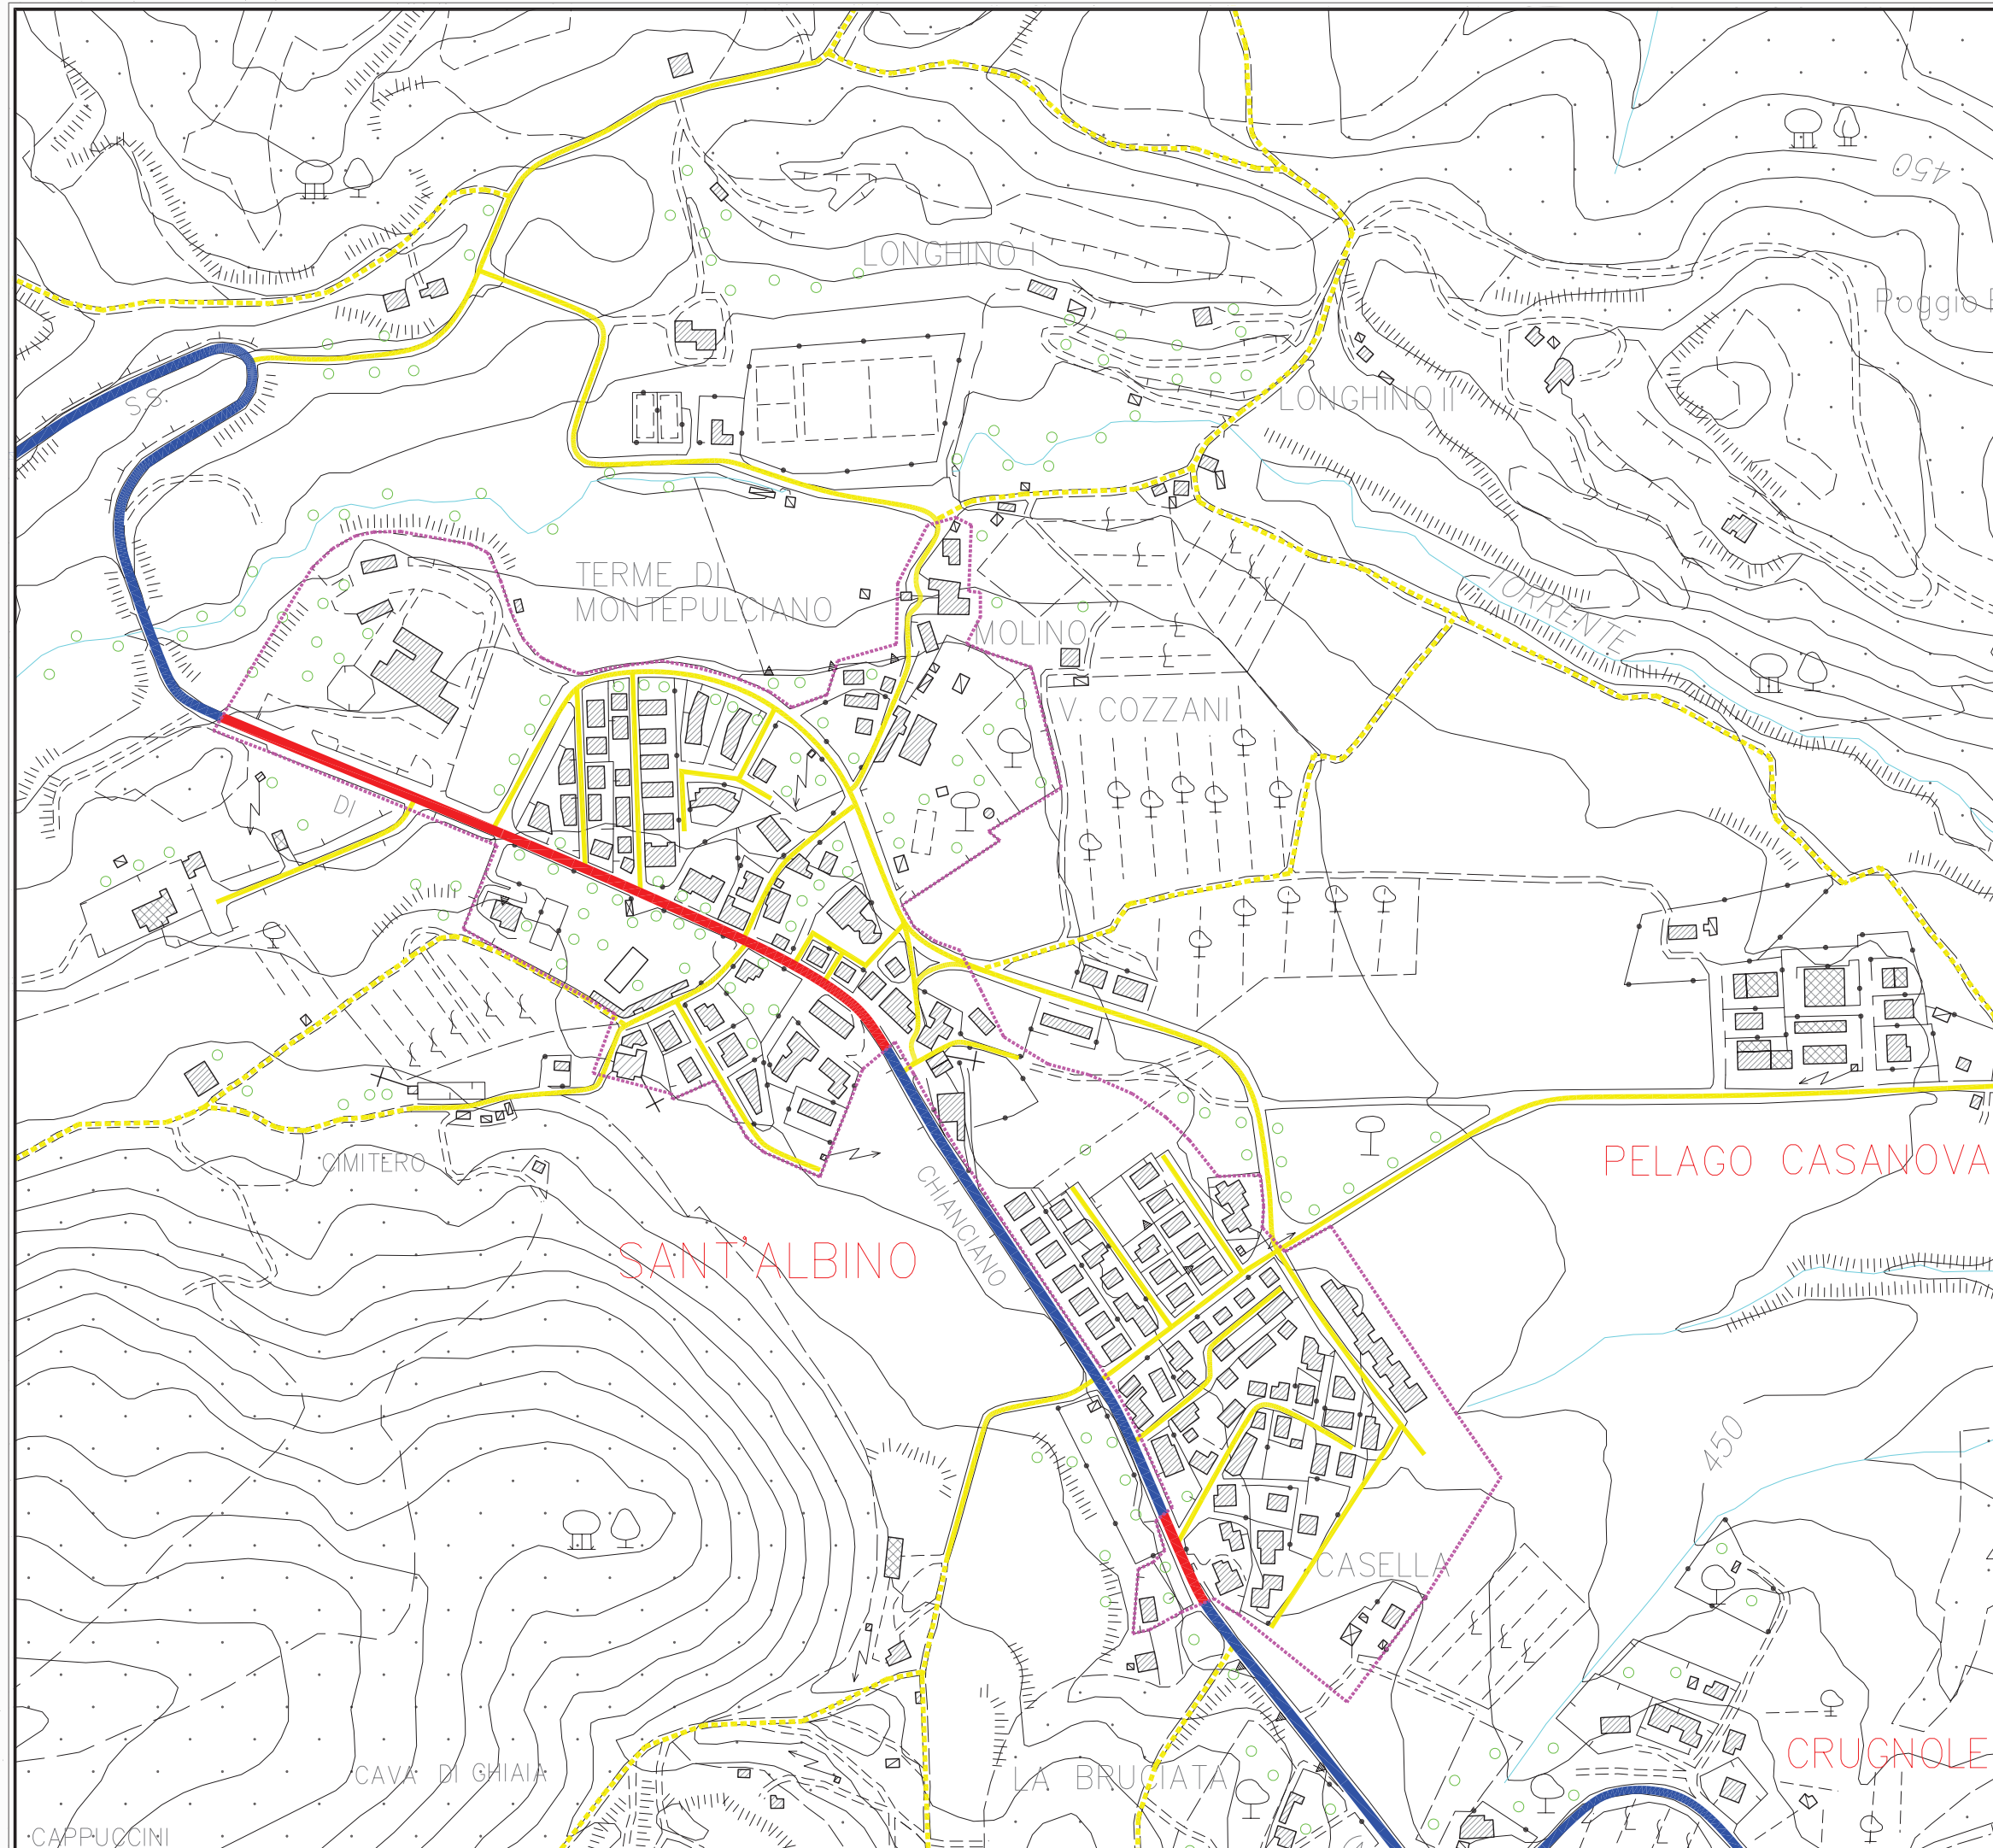 450
LONGHINO I
Poggio
S.S.
LONGHINO II
TERME DI
MONTEPULCIANO
TORRENTE
MOLINO
V. COZZANI
DI
CIMITERO
PELAGO CASANOVA
CHIANCIANO
SANT'ALBINO
450
CASELLA
CRUGNOLE
CAVA DI GHIAIA
LA BRUCIATA
CAPPUCCINI